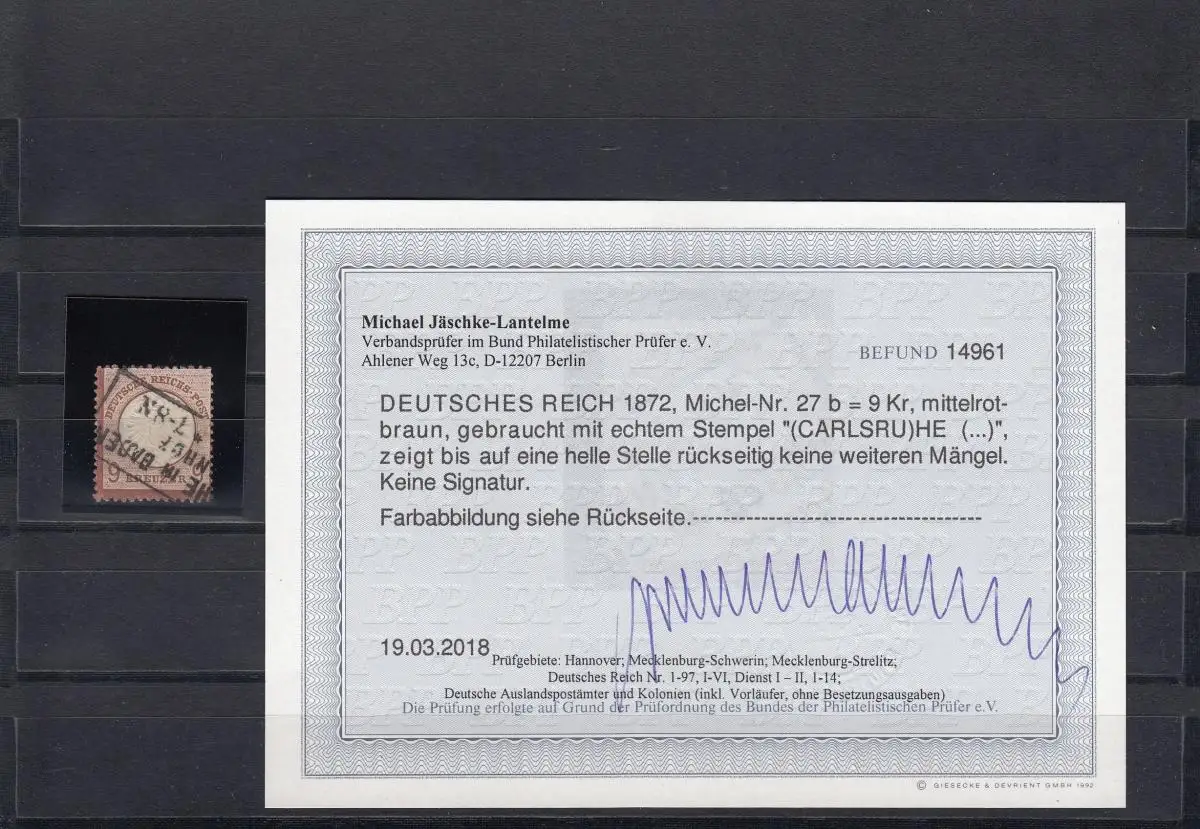 Michael Jäschke-Lantelme
Verbandsprüfer im Bund Philatelistischer Prüfer e. V.
Ahlener Weg 13c, D-12207 Berlin
BEFUND 14961
DEUTSCHES REICH 1872, Michel-Nr. 27 b = 9 Kr, mittelrot-
braun, gebraucht mit echtem Stempel "(CARLSRU)HE (...)",
zeigt bis auf eine helle Stelle rückseitig keine weiteren Mängel.
Keine Signatur.
Farbabbildung siehe Rückseite.---------------------------------------
19.03.2018
Prüfgebiete: Hannover; Mecklenburg-Schwerin; Mecklenburg-Strelitz;
Deutsches Reich Nr. 1-97, I-VI, Dienst I – II, 1-14;
Deutsche Auslandspostämter und Kolonien (inkl. Vorläufer, ohne Besetzungsausgaben)
Die Prüfung erfolgte auf Grund der Prüfordnung des Bundes der Philatelistischen Prüfer e.V.
© GIESECKE & DEVRIENT GMBH 1992
DEUTSCHE REICHS-POST
9 KREUZER
BPP